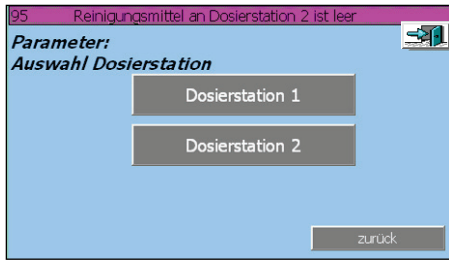 95 Reinigungsmittel an Dosierstation 2 ist leer
Parameter:
Auswahl Dosierstation
Dosierstation 1
Dosierstation 2
zurück